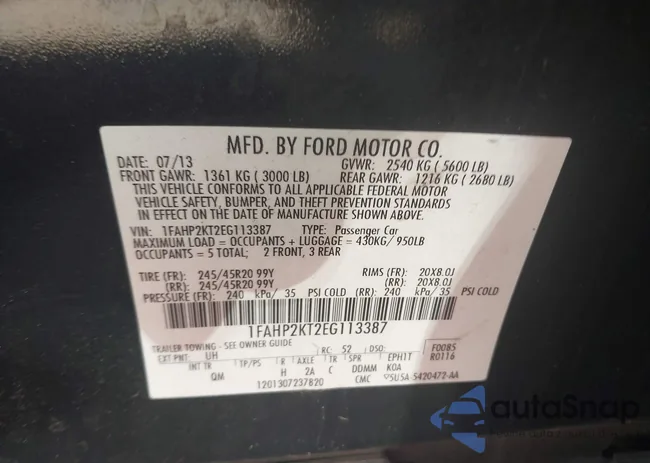 MFD. BY FORD MOTOR CO.
DATE: 07/13 GVWR: 2540 KG ( 5600 LB)
FRONT GAWR: 1361 KG ( 3000 LB) REAR GAWR: 1216 KG ( 2680 LB)
THIS VEHICLE CONFORMS TO ALL APPLICABLE FEDERAL MOTOR
VEHICLE SAFETY, BUMPER, AND THEFT PREVENTION STANDARDS
IN EFFECT ON THE DATE OF MANUFACTURE SHOWN ABOVE.
VIN: 1FAHP2KT2EG113387 TYPE: Passenger Car
MAXIMUM LOAD = OCCUPANTS + LUGGAGE = 430KG/ 950LB
OCCUPANTS = 5 TOTAL; 2 FRONT, 3 REAR
TIRE (FR): 245/45R20 99Y RIMS (FR): 20X8.0J
(RR): 245/45R20 99Y (RR): 20X8.0J
PRESSURE (FR): 240 kPa/ 35 PSI COLD (RR): 240 kPa/ 35 PSI COLD
1FAHP2KT2EG113387
TRAILER TOWING - SEE OWNER GUIDE
EXT PNT: UH RC: 52 DSO: F0085
INT TR TP/PS R AXLE TR SPR EPH1T R0116
QM H 2A C DDMM KOA
1201307237820 CMC 5U5A-5420472-AA
autoSnap